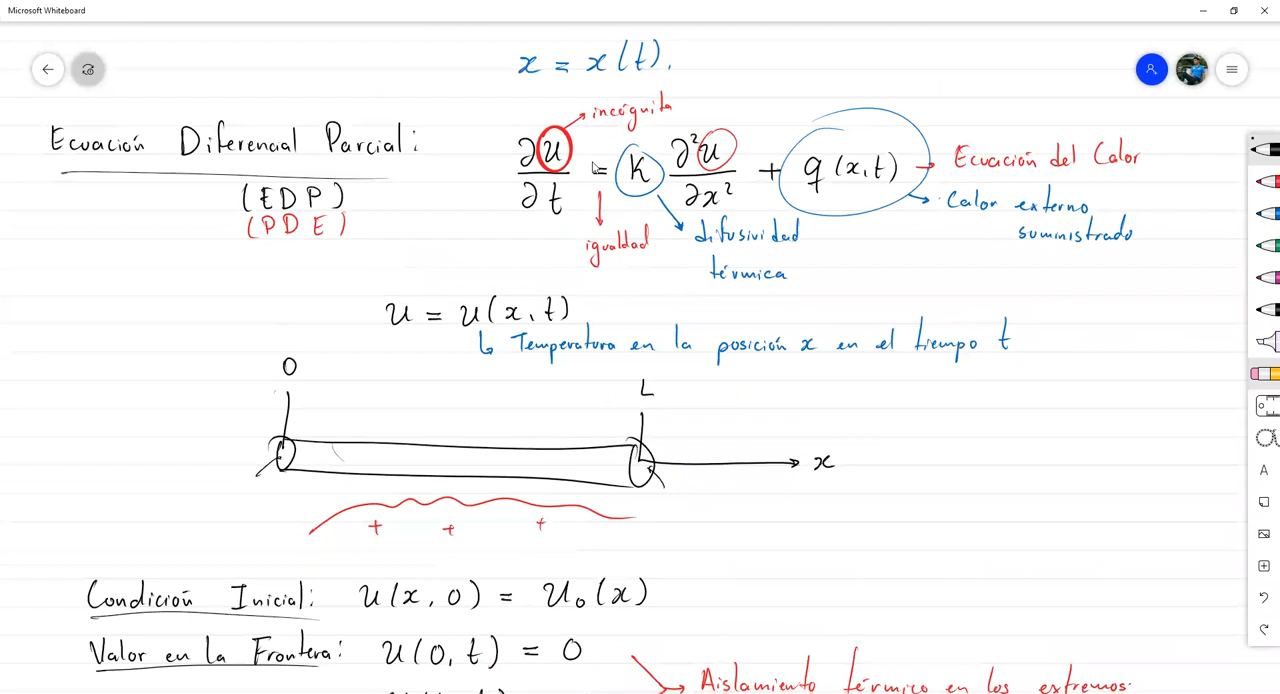 Microsoft Whiteboard
x = x(t).
incógnita
Ecuación Diferencial Parcial: ∂u/∂t = K ∂²u/∂x² + q(x,t) → Ecuación del Calor
(EDP)
(PDE)
igualdad
difusividad
térmica
Calor externo
suministrado
u = u(x,t)
↳ Temperatura en la posición x en el tiempo t
0
L
x
+ + +
Condición Inicial: u(x,0) = u₀(x)
Valor en la Frontera: u(0,t) = 0
Aislamiento térmico en los extremos.
A